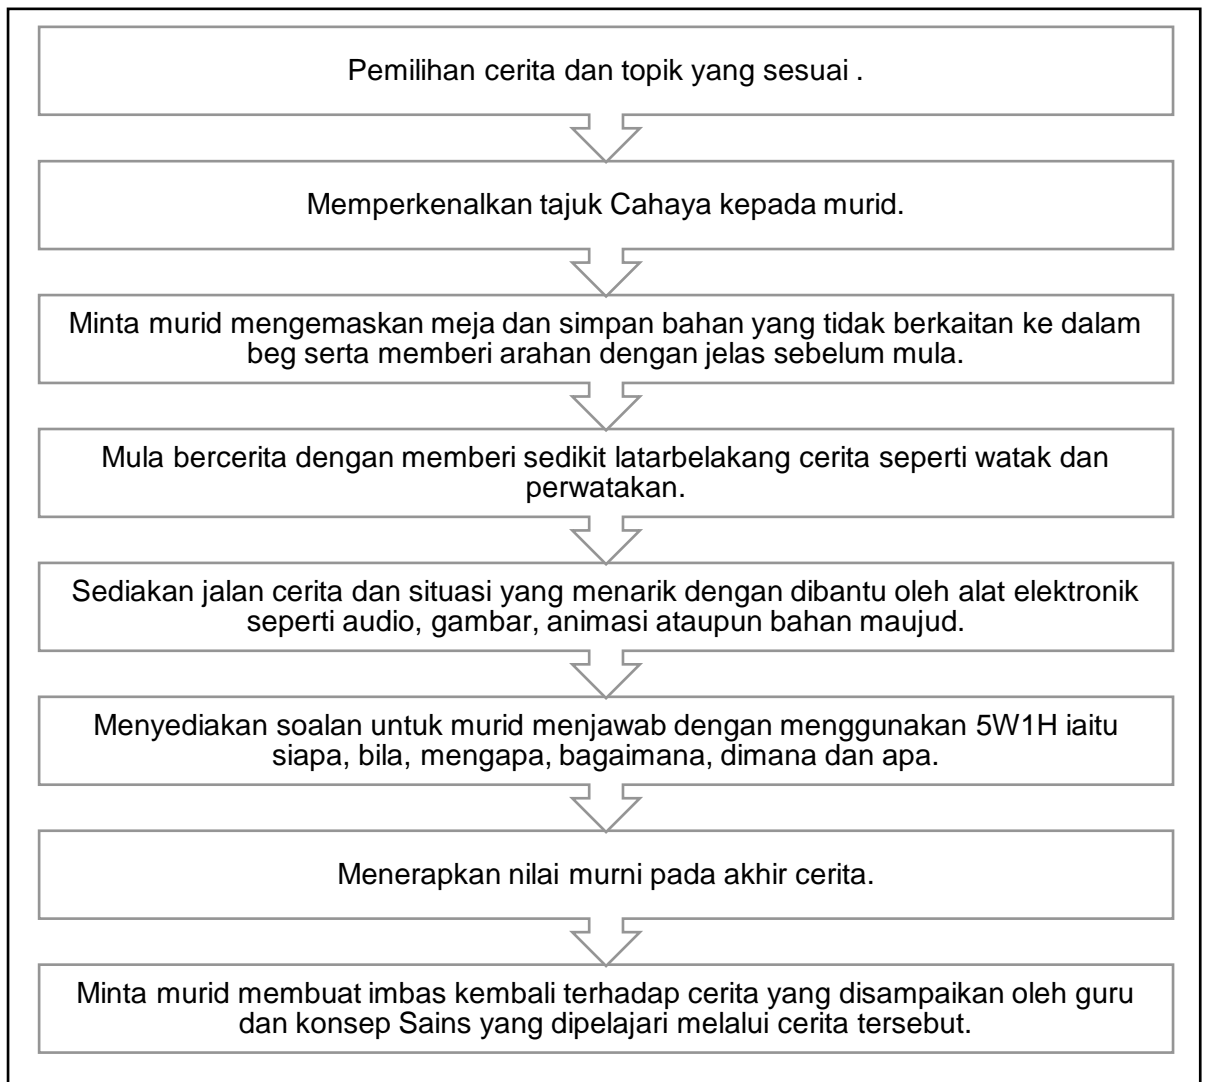 Pemilihan cerita dan topik yang sesuai .
Memperkenalkan tajuk Cahaya kepada murid.
Minta murid mengemaskan meja dan simpan bahan yang tidak berkaitan ke dalam
beg serta memberi arahan dengan jelas sebelum mula.
Mula bercerita dengan memberi sedikit latarbelakang cerita seperti watak dan
perwatakan.
Sediakan jalan cerita dan situasi yang menarik dengan dibantu oleh alat elektronik
seperti audio, gambar, animasi ataupun bahan maujud.
Menyediakan soalan untuk murid menjawab dengan menggunakan 5W1H iaitu
siapa, bila, mengapa, bagaimana, dimana dan apa.
Menerapkan nilai murni pada akhir cerita.
Minta murid membuat imbas kembali terhadap cerita yang disampaikan oleh guru
dan konsep Sains yang dipelajari melalui cerita tersebut.